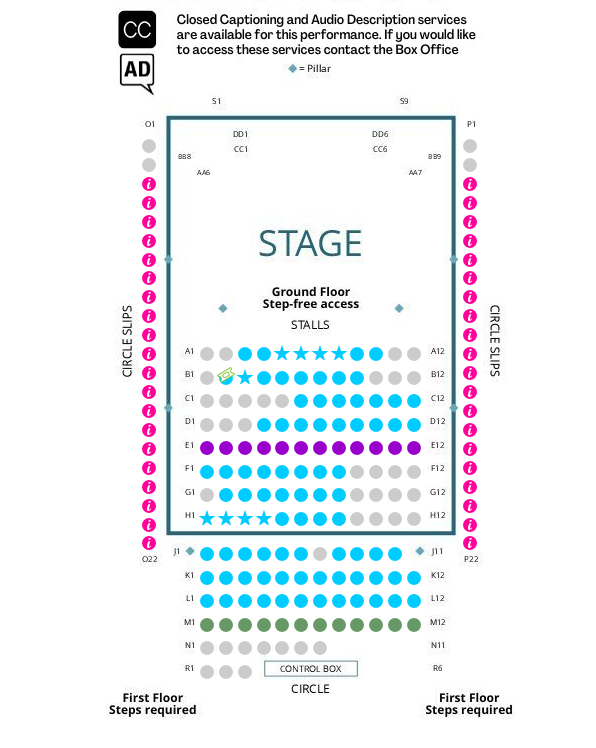 CC
Closed Captioning and Audio Description services
are available for this performance. If you would like
to access these services contact the Box Office
AD
= Pillar
S1 S9
O1 P1
DD1 DD6
CC1 CC6
BB8 BB9
AA6 AA7
STAGE
Ground Floor
Step-free access
STALLS
CIRCLE SLIPS CIRCLE SLIPS
A1 A12
B1 B12
C1 C12
D1 D12
E1 E12
F1 F12
G1 G12
H1 H12
J1 J11
O22 P22
K1 K12
L1 L12
M1 M12
N1 N11
R1 CONTROL BOX R6
CIRCLE
First Floor First Floor
Steps required Steps required